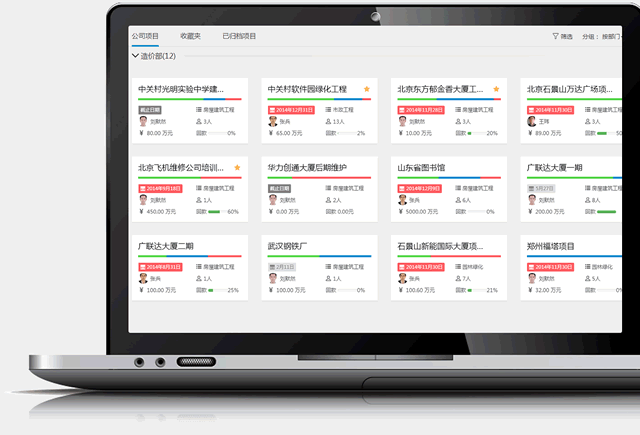 公司项目 收藏夹 已归档项目 筛选 分组： 按部门
造价部(12)
中关村光明实验中学建...
截止日期 房屋建筑工程
刘默然 3人
¥ 80.00 万元 回款 0%
中关村软件园绿化工程
2014年12月31日 市政工程
张兵 13人
¥ 65.00 万元 回款 2%
北京东方郁金香大厦工...
2014年11月28日 房屋建筑工程
刘默然 3人
¥ 10.00 万元 回款 20%
北京石景山万达广场项...
2014年11月30日 房屋建筑工程
王玮 3人
¥ 89.00 万元 回款 50
北京飞机维修公司培训...
2014年9月18日 房屋建筑工程
刘默然 1人
¥ 450.00 万元 回款 60%
华力创通大厦后期维护
截止日期 房屋建筑工程
刘默然 2人
¥ 0.00 万元 回款 0.00元
山东省图书馆
2014年12月9日 房屋建筑工程
张兵 6人
¥ 5000.00 万元 回款 0%
广联达大厦一期
5月27日 房屋建筑工程
刘默然 8人
¥ 200.00 万元 回款
广联达大厦二期
2014年8月31日 房屋建筑工程
张兵 1人
¥ 100.00 万元 回款 25%
武汉钢铁厂
2月11日 房屋建筑工程
刘默然 1人
¥ 100.00 万元 回款 0%
石景山新能国际大厦项...
2014年11月30日 园林绿化
张兵 7人
¥ 100.60 万元 回款 21%
郑州福塔项目
2014年11月30日 园林绿化
刘默然 5人
¥ 32.00 万元 回款 0%